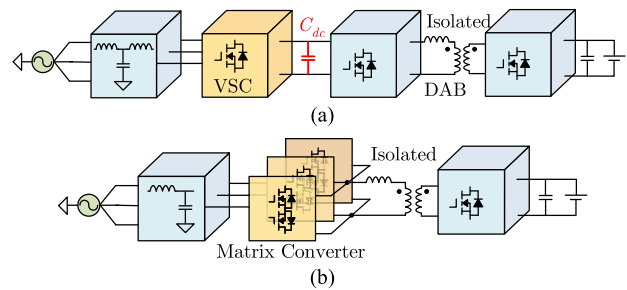 Isolated
C_dc
VSC
DAB
(a)
Isolated
Matrix Converter
(b)